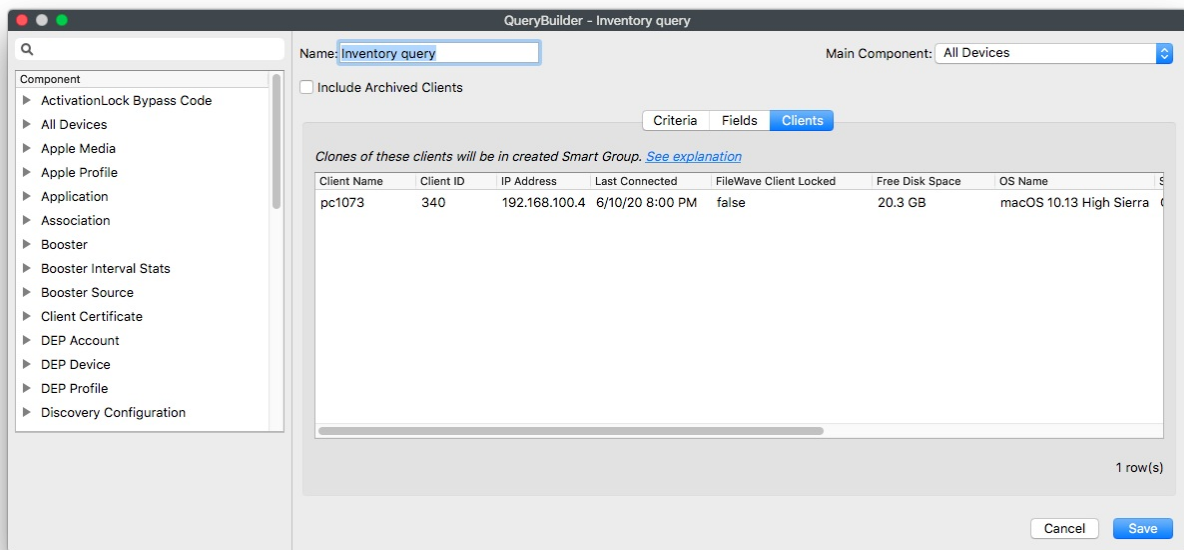 QueryBuilder - Inventory query
Name: Inventory query
Main Component: All Devices
Include Archived Clients
Component
ActivationLock Bypass Code
All Devices
Apple Media
Apple Profile
Application
Association
Booster
Booster Interval Stats
Booster Source
Client Certificate
DEP Account
DEP Device
DEP Profile
Discovery Configuration
Criteria Fields Clients
Clones of these clients will be in created Smart Group. See explanation
Client Name Client ID IP Address Last Connected FileWave Client Locked Free Disk Space OS Name
pc1073 340 192.168.100.4 6/10/20 8:00 PM false 20.3 GB macOS 10.13 High Sierra
1 row(s)
Cancel Save